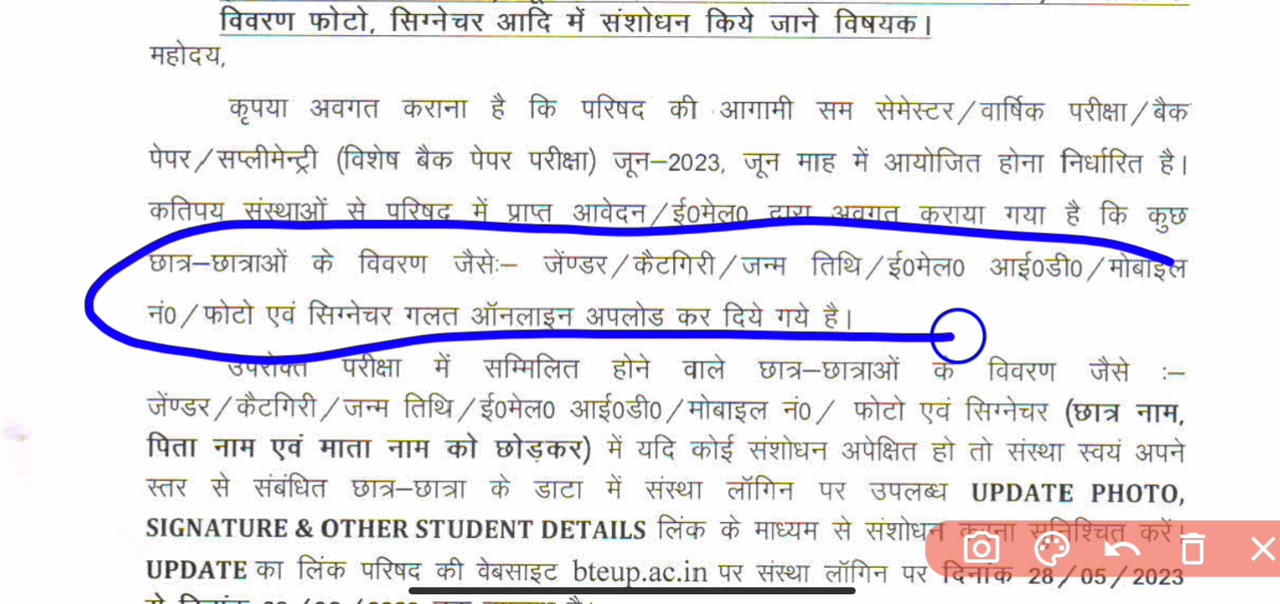 विवरण फोटो, सिग्नेचर आदि में संशोधन किये जाने विषयक।
महोदय,
कृपया अवगत कराना है कि परिषद की आगामी सम सेमेस्टर/वार्षिक परीक्षा/बैक
पेपर/सप्लीमेन्ट्री (विशेष बैक पेपर परीक्षा) जून–2023, जून माह में आयोजित होना निर्धारित है।
कतिपय संस्थाओं से परिषद में प्राप्त आवेदन/ई0मेल0 द्वारा अवगत कराया गया है कि कुछ
छात्र–छात्राओं के विवरण जैसेः– जेंण्डर/कैटगिरी/जन्म तिथि/ई0मेल0 आई0डी0/मोबाइल
नं0/फोटो एवं सिग्नेचर गलत ऑनलाइन अपलोड कर दिये गये है।
उपरोक्त परीक्षा में सम्मिलित होने वाले छात्र–छात्राओं के विवरण जैसे :–
जेंण्डर/कैटगिरी/जन्म तिथि/ई0मेल0 आई0डी0/मोबाइल नं0/ फोटो एवं सिग्नेचर (छात्र नाम,
पिता नाम एवं माता नाम को छोड़कर) में यदि कोई संशोधन अपेक्षित हो तो संस्था स्वयं अपने
स्तर से संबंधित छात्र–छात्रा के डाटा में संस्था लॉगिन पर उपलब्ध UPDATE PHOTO,
SIGNATURE & OTHER STUDENT DETAILS लिंक के माध्यम से संशोधन करना सुनिश्चित करें।
UPDATE का लिंक परिषद की वेबसाइट bteup.ac.in पर संस्था लॉगिन पर दिनांक 28/05/2023